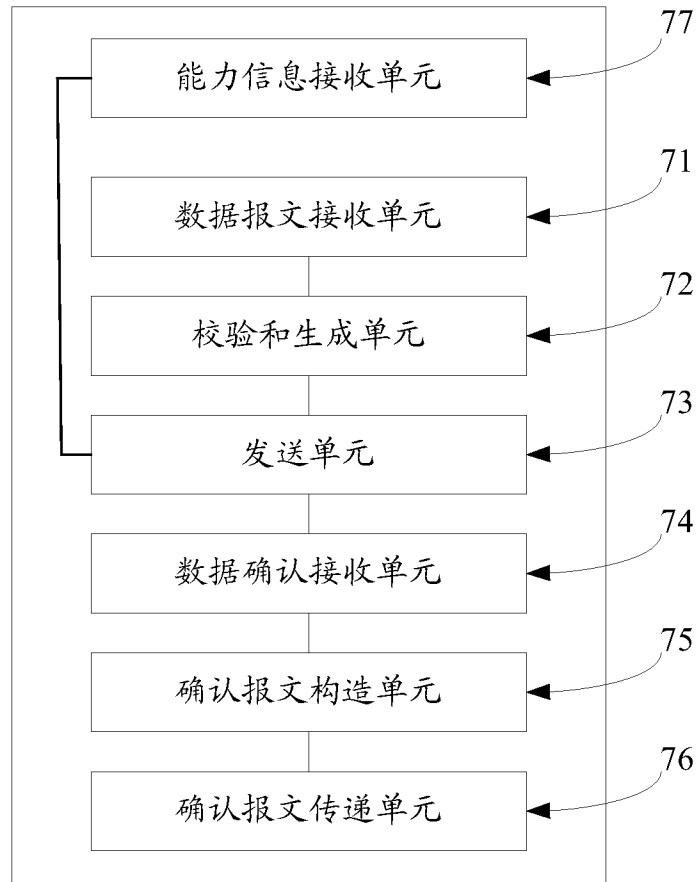 77
能力信息接收单元
71
数据报文接收单元
72
校验和生成单元
73
发送单元
74
数据确认接收单元
75
确认报文构造单元
76
确认报文传递单元